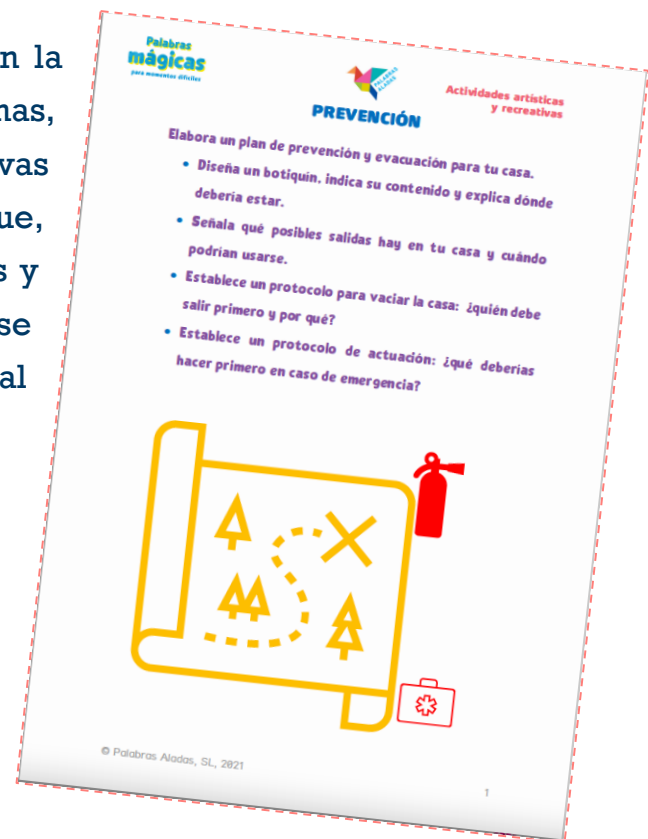 n la
nas,
vas
ue,
s y
se
al
Palabras
mágicas
para momentos difíciles
PALABRAS
ALADAS
Actividades artísticas
y recreativas
PREVENCIÓN
Elabora un plan de prevención y evacuación para tu casa.
• Diseña un botiquín, indica su contenido y explica dónde
debería estar.
• Señala qué posibles salidas hay en tu casa y cuándo
podrían usarse.
• Establece un protocolo para vaciar la casa: ¿quién debe
salir primero y por qué?
• Establece un protocolo de actuación: ¿qué deberías
hacer primero en caso de emergencia?
© Palabras Aladas, SL, 2021
1